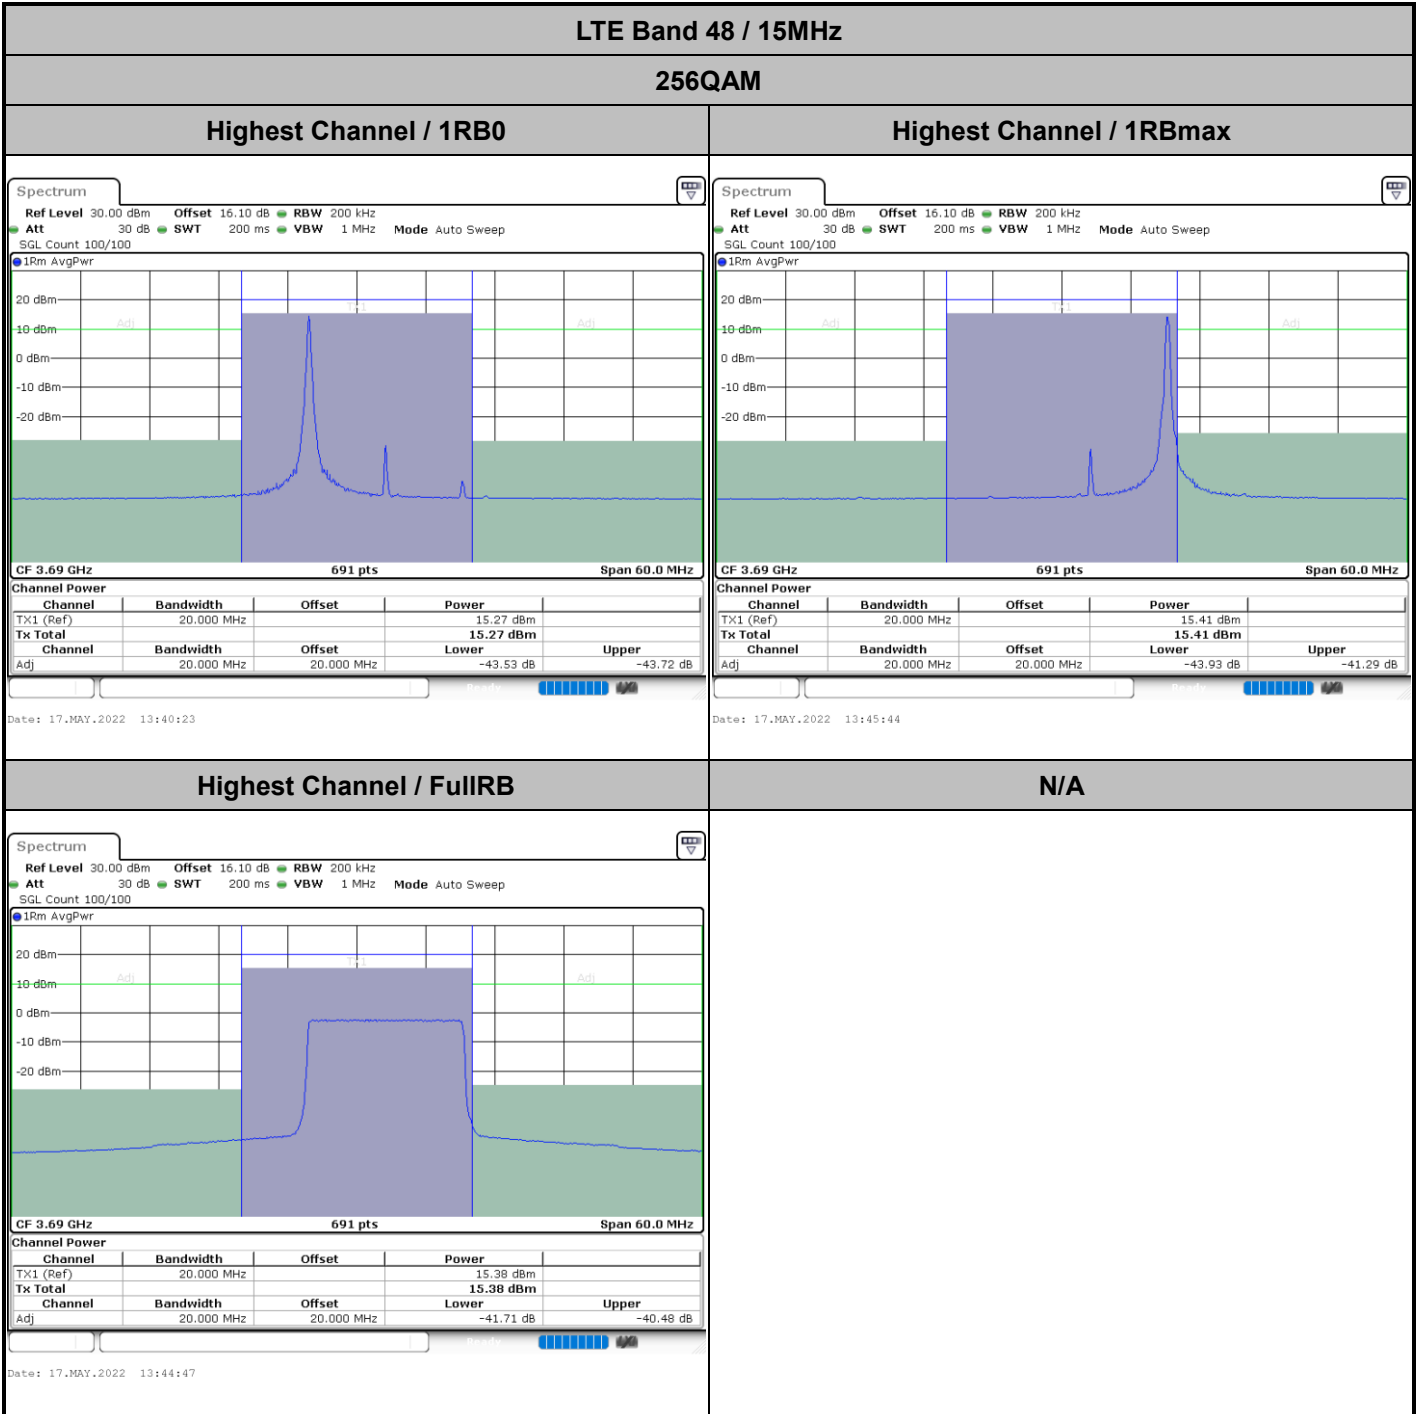 LTE Band 48 / 15MHz
256QAM
Highest Channel / 1RB0
Spectrum
Ref Level 30.00 dBm Offset 16.10 dB RBW 200 kHz
Att 30 dB SWT 200 ms VBW 1 MHz Mode Auto Sweep
SGL Count 100/100
1Rm AvgPwr
TX1
20 dBm
Adj Adj
10 dBm
0 dBm
-10 dBm
-20 dBm
CF 3.69 GHz 691 pts Span 60.0 MHz
Channel Power
Channel Bandwidth Offset Power
TX1 (Ref) 20.000 MHz 15.27 dBm
Tx Total 15.27 dBm
Channel Bandwidth Offset Lower Upper
Adj 20.000 MHz 20.000 MHz -43.53 dB -43.72 dB
Ready
Date: 17.MAY.2022 13:40:23
Highest Channel / 1RBmax
Spectrum
Ref Level 30.00 dBm Offset 16.10 dB RBW 200 kHz
Att 30 dB SWT 200 ms VBW 1 MHz Mode Auto Sweep
SGL Count 100/100
1Rm AvgPwr
TX1
20 dBm
Adj Adj
10 dBm
0 dBm
-10 dBm
-20 dBm
CF 3.69 GHz 691 pts Span 60.0 MHz
Channel Power
Channel Bandwidth Offset Power
TX1 (Ref) 20.000 MHz 15.41 dBm
Tx Total 15.41 dBm
Channel Bandwidth Offset Lower Upper
Adj 20.000 MHz 20.000 MHz -43.93 dB -41.29 dB
Ready
Date: 17.MAY.2022 13:45:44
Highest Channel / FullRB
Spectrum
Ref Level 30.00 dBm Offset 16.10 dB RBW 200 kHz
Att 30 dB SWT 200 ms VBW 1 MHz Mode Auto Sweep
SGL Count 100/100
1Rm AvgPwr
20 dBm
TX1
Adj Adj
10 dBm
0 dBm
-10 dBm
-20 dBm
CF 3.69 GHz 691 pts Span 60.0 MHz
Channel Power
Channel Bandwidth Offset Power
TX1 (Ref) 20.000 MHz 15.38 dBm
Tx Total 15.38 dBm
Channel Bandwidth Offset Lower Upper
Adj 20.000 MHz 20.000 MHz -41.71 dB -40.48 dB
Ready
Date: 17.MAY.2022 13:44:47
N/A